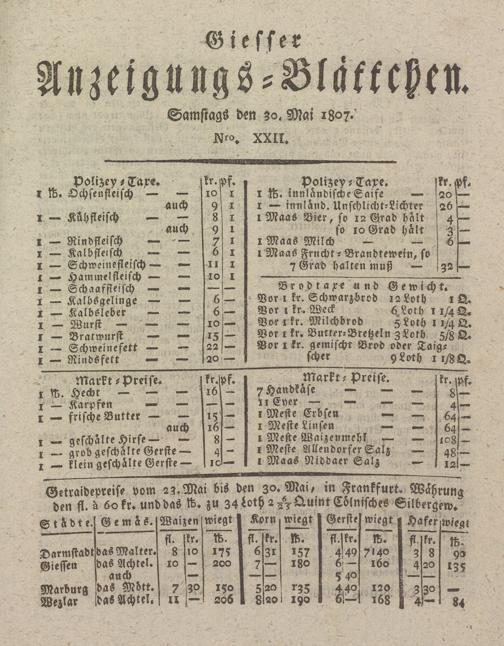 Giesser
Anzeigungs-Blättchen.
Samstags den 30. Mai 1807.
Nro. XXII.
Polizey-Taxe. kr. pf.
1 ℔. Ochsenfleisch — — 10 1
auch 9 1
1 — Kühfleisch — — 8 1
auch 9 1
1 — Rindfleisch — — 7 1
1 — Kalbfleisch — — 6 1
1 — Schweinefleisch — — 11 1
1 — Hammelfleisch — — 10 1
1 — Schaaffleisch — — — —
1 — Kalbsgelinge — — 6 —
1 — Kalbsleber — — 6 —
1 — Wurst — — 10 —
1 — Bratwurst — — 15 —
1 — Schweinefett — — 22 —
1 — Rindsfett — — 20 —
Polizey-Taxe. kr. pf.
1 ℔. innländische Saife — 20 —
1 — innländ. Unschlicht-Lichter 26 —
1 Maas Bier, so 12 Grad hält 4 —
so 10 Grad hält 3 —
1 Maas Milch — — 6 —
1 Maas Frucht-Brandtewein, so
7 Grad halten muß — 32 —
Brodtaxe und Gewicht.
Vor 1 kr. Schwarzbrod 12 Loth 1 Q.
Vor 1 kr. Weck 6 Loth 1 1/4 Q.
Vor 1 kr. Milchbrod 5 Loth 1 1/4 Q.
Vor 1 kr. Butter-Bretzeln 3 Loth 5/8 Q.
Vor 1 kr. gemischt Brod oder Taig-
scher 9 Loth 1 1/8 Q.
Markt-Preise. kr. pf.
1 ℔. Hecht — — 16 —
1 — Karpfen — — — —
1 — frische Butter — — 15 —
auch 16 —
1 — geschälte Hirse — — 8 —
1 — grob geschälte Gerste — 4 —
1 — klein geschälte Gerste — 10 —
Markt-Preise. kr. pf.
7 Handkäse — — — 8 —
11 Eyer — — — 4 —
1 Meste Erbsen — — 64 —
1 Meste Linsen — — 64 —
1 Meste Waizenmehl — — 108 —
1 Meste Allendorfer Salz — 48 —
1 Maas Niddaer Salz — 12 —
Getraidepreise vom 23. Mai bis den 30. Mai, in Frankfurt. Währung
den fl. à 60 kr. und das ℔. zu 34 Loth 2 Quint Cölnisches Silbergew.
Städte. Gemäs. Waizen wiegt Korn wiegt Gerste wiegt Hafer wiegt
fl. kr. ℔. fl. kr. ℔. fl. kr. ℔. fl. kr. ℔.
Darmstadt das Malter. 8 10 175 6 31 157 4 49 140 3 8 90
Giessen das Achtel. 10 — 200 7 — 180 6 — 160 4 20 135
auch — — — — 5 40
Marburg das Mött. 7 30 150 5 20 135 4 40 120 3 30 —
Wezlar das Achtel. 11 — 206 8 20 190 6 — 168 4 — 84